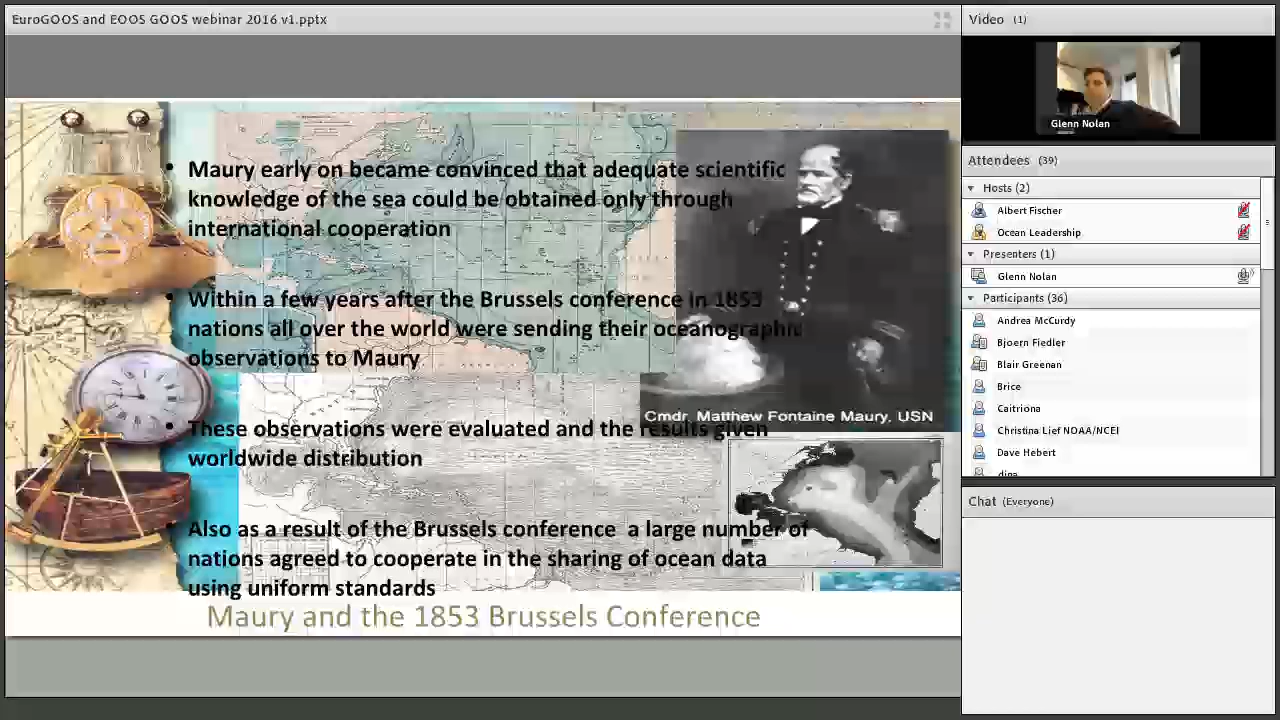 EuroGOOS and EOOS GOOS webinar 2016 v1.pptx
• Maury early on became convinced that adequate scientific
knowledge of the sea could be obtained only through
international cooperation
• Within a few years after the Brussels conference in 1853
nations all over the world were sending their oceanographic
observations to Maury
• These observations were evaluated and the results given
worldwide distribution
• Also as a result of the Brussels conference a large number of
nations agreed to cooperate in the sharing of ocean data
using uniform standards
Cmdr. Matthew Fontaine Maury, USN
Maury and the 1853 Brussels Conference
Video (1)
Glenn Nolan
Attendees (39)
Hosts (2)
Albert Fischer
Ocean Leadership
Presenters (1)
Glenn Nolan
Participants (36)
Andrea McCurdy
Bjoern Fiedler
Blair Greenan
Brice
Caitriona
Christina Lief NOAA/NCEI
Dave Hebert
Chat (Everyone)